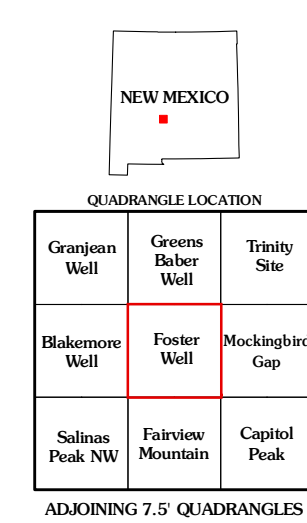 NEW MEXICO
QUADRANGLE LOCATION
Granjean
Well
Greens
Baber
Well
Trinity
Site
Blakemore
Well
Foster
Well
Mockingbird
Gap
Salinas
Peak NW
Fairview
Mountain
Capitol
Peak
ADJOINING 7.5' QUADRANGLES